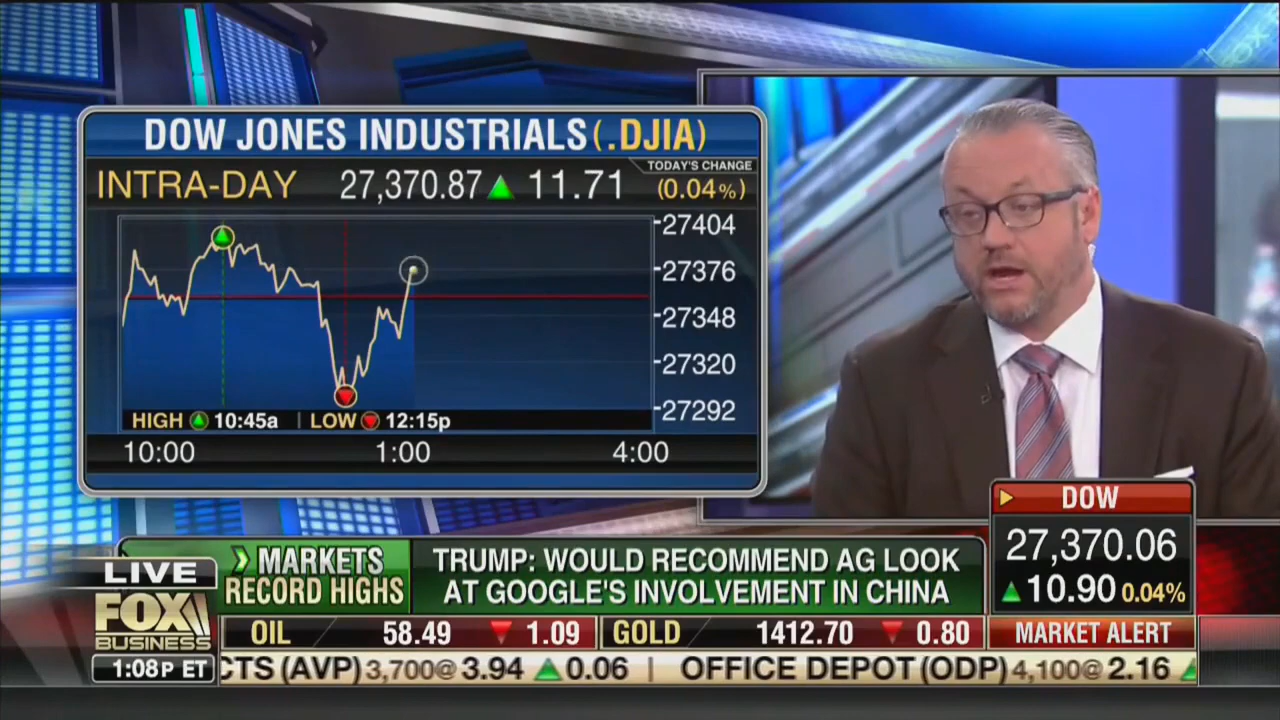 DOW JONES INDUSTRIALS(.DJIA)
TODAY'S CHANGE
INTRA-DAY 27,370.87 ▲ 11.71 (0.04%)
27404
27376
27348
27320
27292
HIGH 10:45a | LOW 12:15p
10:00 1:00 4:00
DOW
27,370.06
▲ 10.90 0.04%
MARKET ALERT
MARKETS
RECORD HIGHS
TRUMP: WOULD RECOMMEND AG LOOK
AT GOOGLE'S INVOLVEMENT IN CHINA
LIVE
FOX
BUSINESS
1:08P ET
OIL 58.49 ▼ 1.09 GOLD 1412.70 ▼ 0.80
CTS (AVP) 3,700@ 3.94 ▲ 0.06 | OFFICE DEPOT (ODP) 4,100@ 2.16